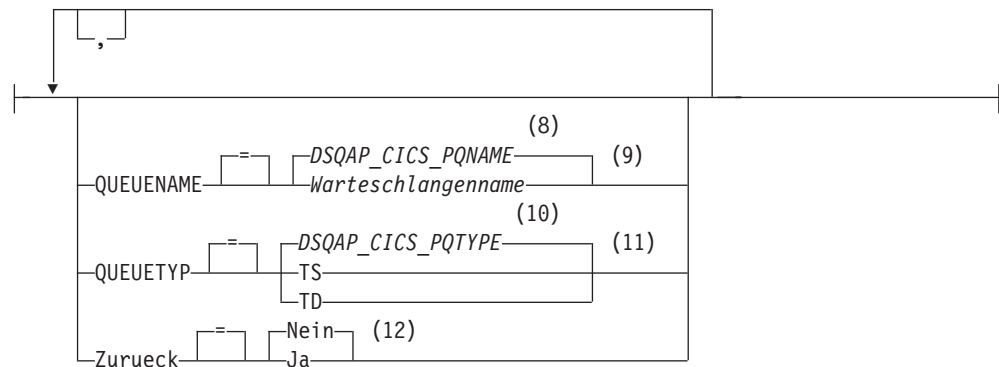 ,
(8)
= DSQAP_CICS_PQNAME (9)
QUEUENAME Warteschlangenname
(10)
= DSQAP_CICS_PQTYPE (11)
QUEUETYP TS
TD
= Nein (12)
Zurueck Ja